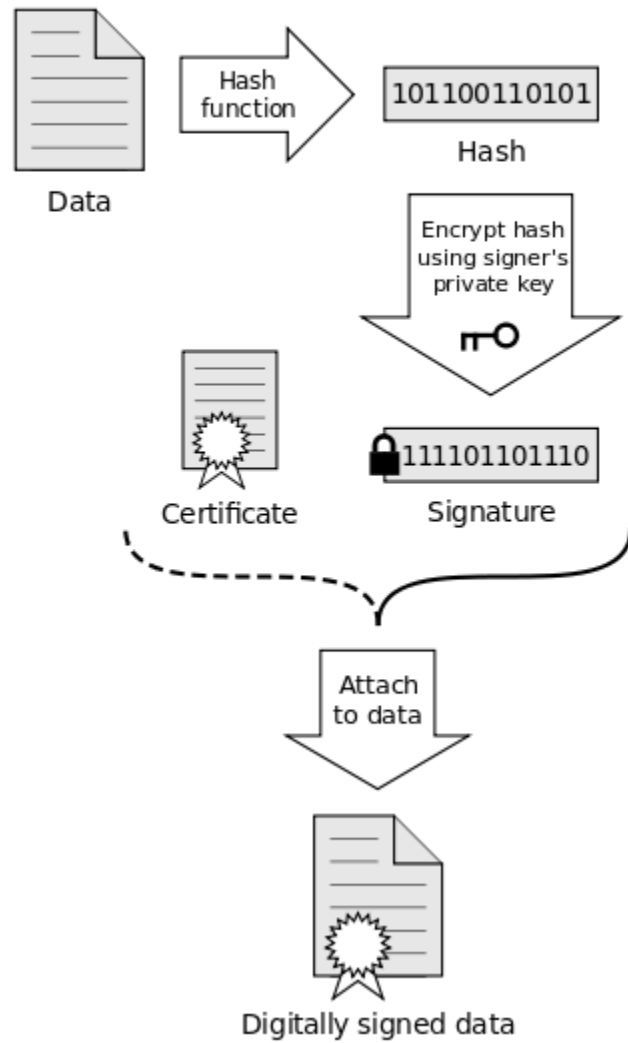 Hash
function
101100110101
Hash
Data
Encrypt hash
using signer's
private key
111101101110
Certificate
Signature
Attach
to data
Digitally signed data